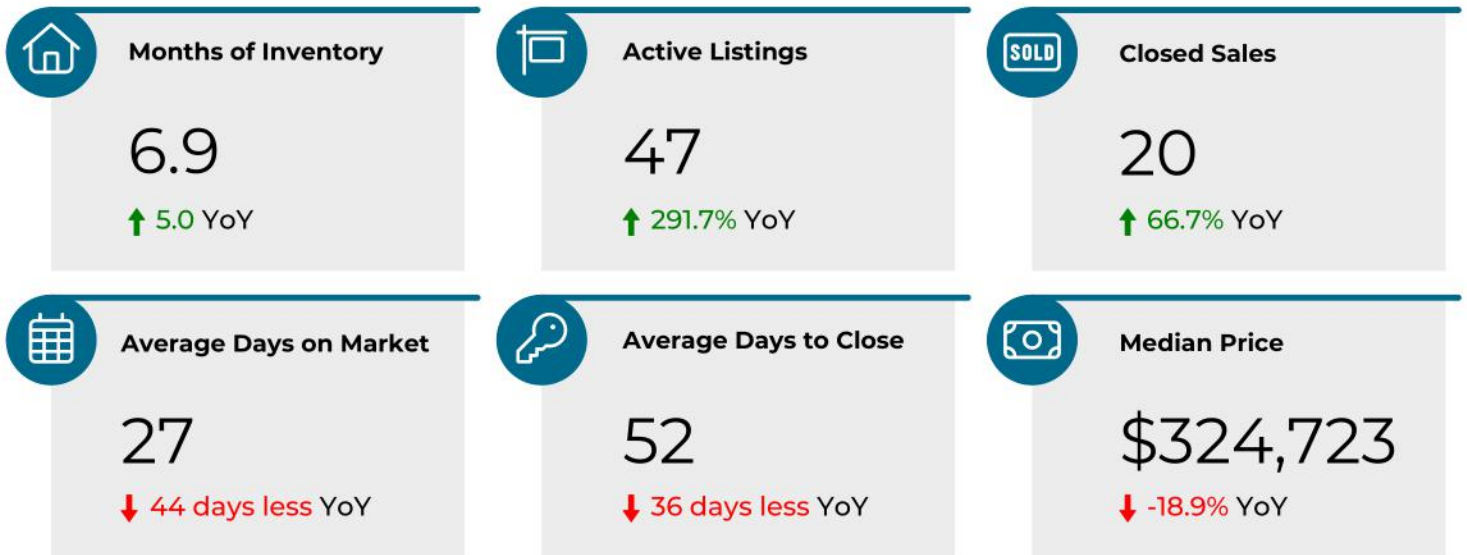 Months of Inventory
6.9
↑ 5.0 YoY
Active Listings
47
↑ 291.7% YoY
SOLD
Closed Sales
20
↑ 66.7% YoY
Average Days on Market
27
↓ 44 days less YoY
Average Days to Close
52
↓ 36 days less YoY
Median Price
$324,723
↓ -18.9% YoY